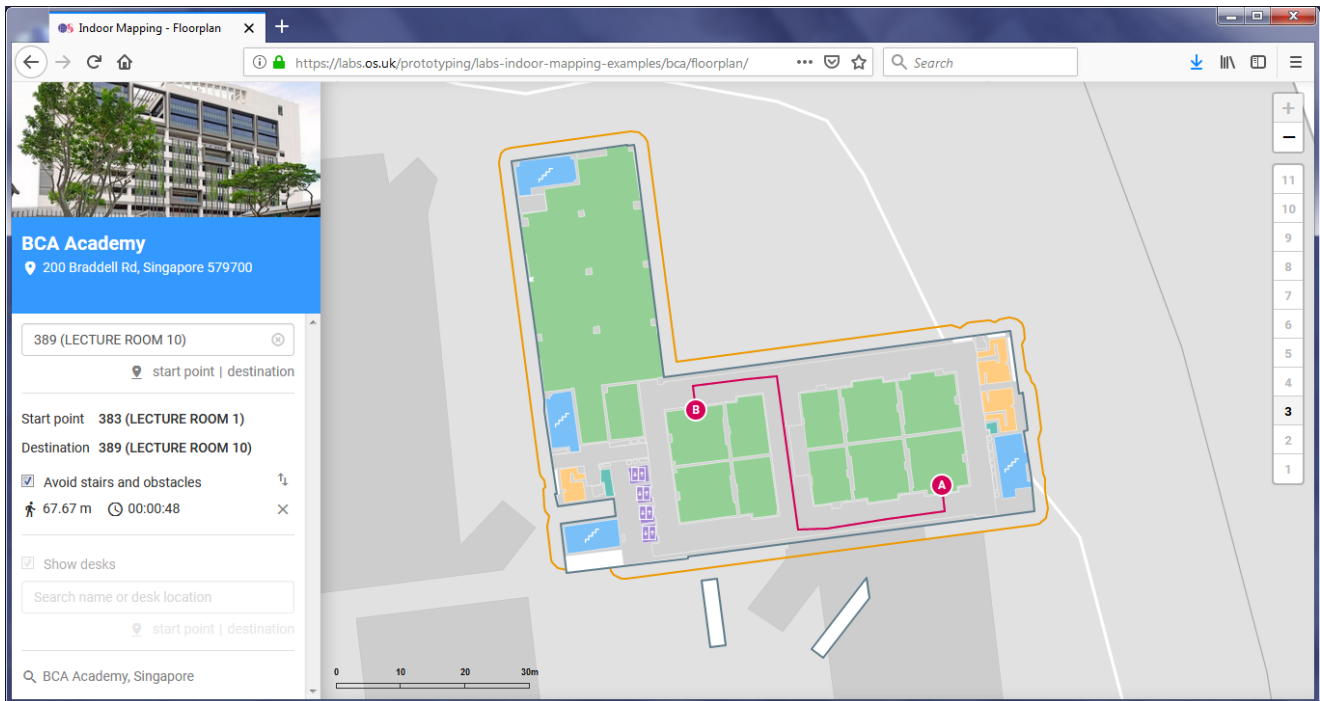 Indoor Mapping - Floorplan
https://labs.os.uk/prototyping/labs-indoor-mapping-examples/bca/floorplan/
Search
BCA Academy
200 Braddell Rd, Singapore 579700
389 (LECTURE ROOM 10)
start point | destination
Start point 383 (LECTURE ROOM 1)
Destination 389 (LECTURE ROOM 10)
Avoid stairs and obstacles
67.67 m 00:00:48
Show desks
Search name or desk location
start point | destination
BCA Academy, Singapore
B
A
0 10 20 30m
+
−
11
10
9
8
7
6
5
4
3
2
1